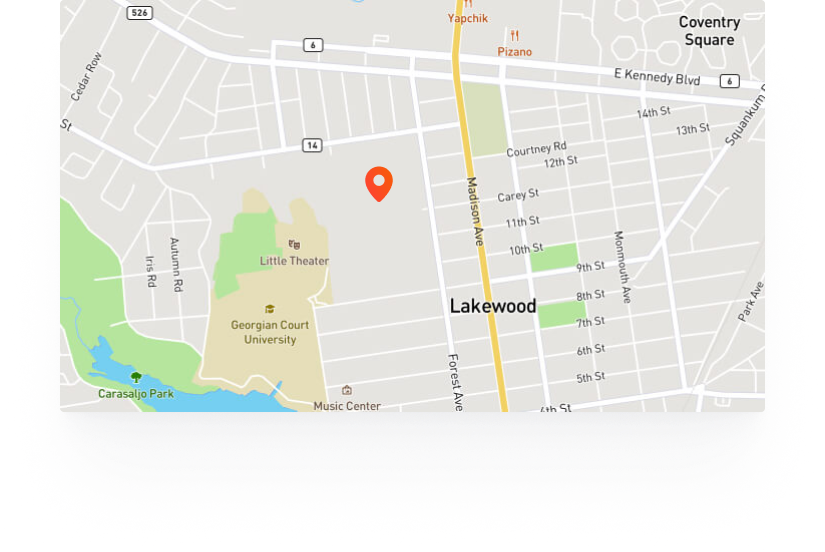 526
Yapchik
Coventry
Square
Pizano
6
Cedar Row
E Kennedy Blvd
6
St
14th St
13th St
Squankum
14
Courtney Rd
12th St
Madison Ave
Carey St
11th St
10th St
Monmouth Ave
Iris Rd
Autumn Rd
Little Theater
9th St
8th St
Park Ave
Lakewood
7th St
Georgian Court
University
6th St
5th St
Forest Ave
Carasaljo Park
Music Center